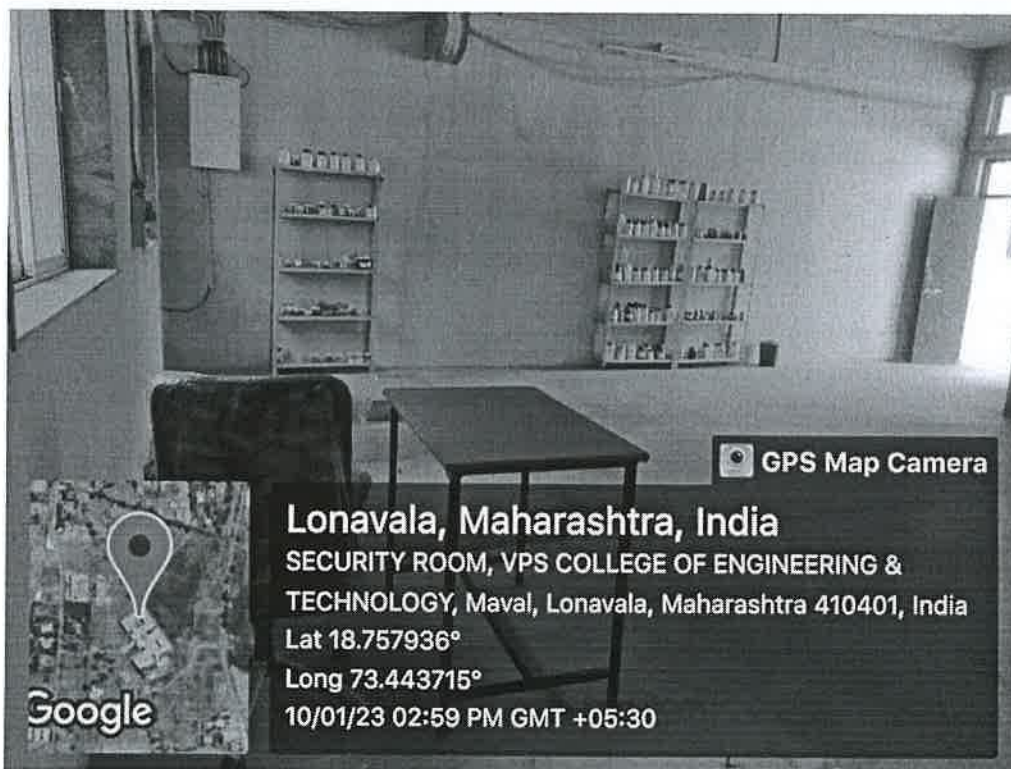 GPS Map Camera
Lonavala, Maharashtra, India
SECURITY ROOM, VPS COLLEGE OF ENGINEERING &
TECHNOLOGY, Maval, Lonavala, Maharashtra 410401, India
Lat 18.757936°
Long 73.443715°
10/01/23 02:59 PM GMT +05:30
Google